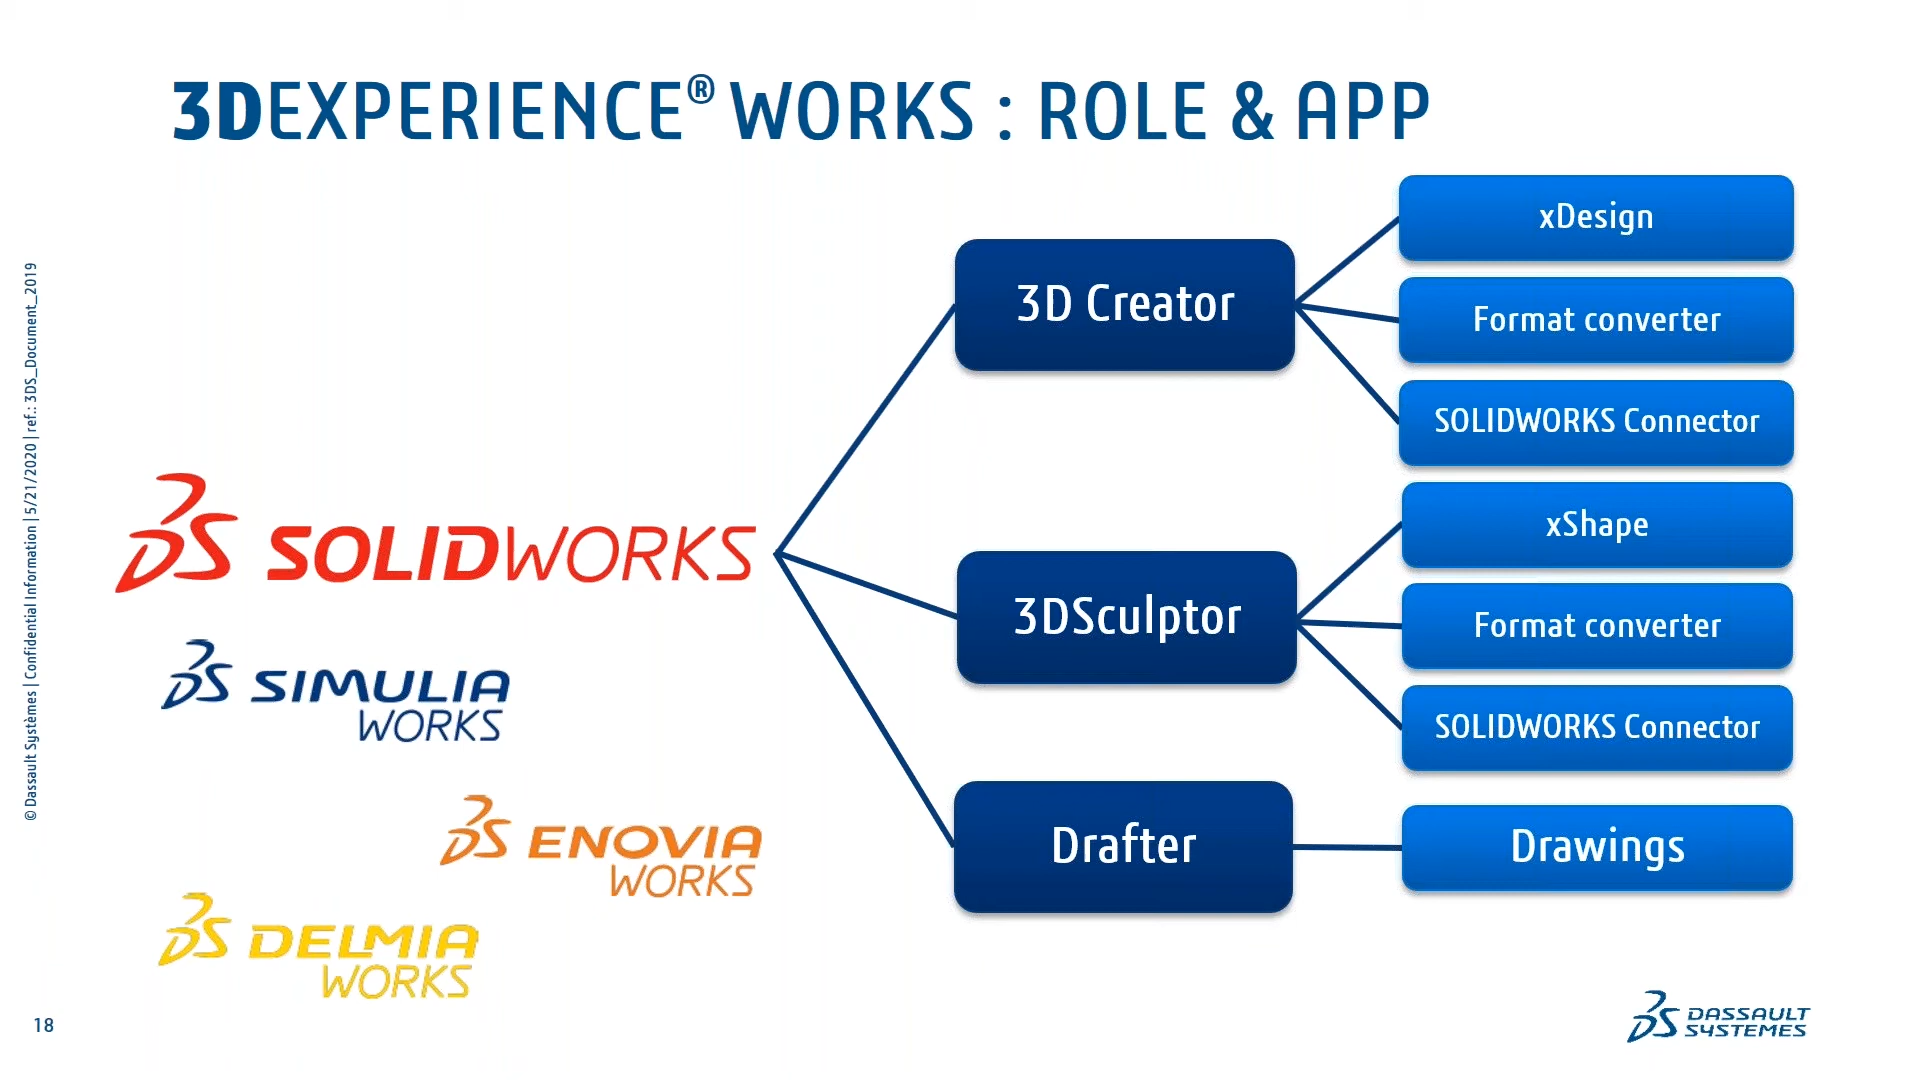 3DEXPERIENCE® WORKS : ROLE & APP
© Dassault Systèmes | Confidential Information | 5/21/2020 | ref.: 3DS_Document_2019
3D Creator
xDesign
Format converter
SOLIDWORKS Connector
SOLIDWORKS
3DSculptor
xShape
Format converter
SOLIDWORKS Connector
SIMULIA
WORKS
Drafter
Drawings
ENOVIA
WORKS
DELMIA
WORKS
18
DASSAULT
SYSTEMES